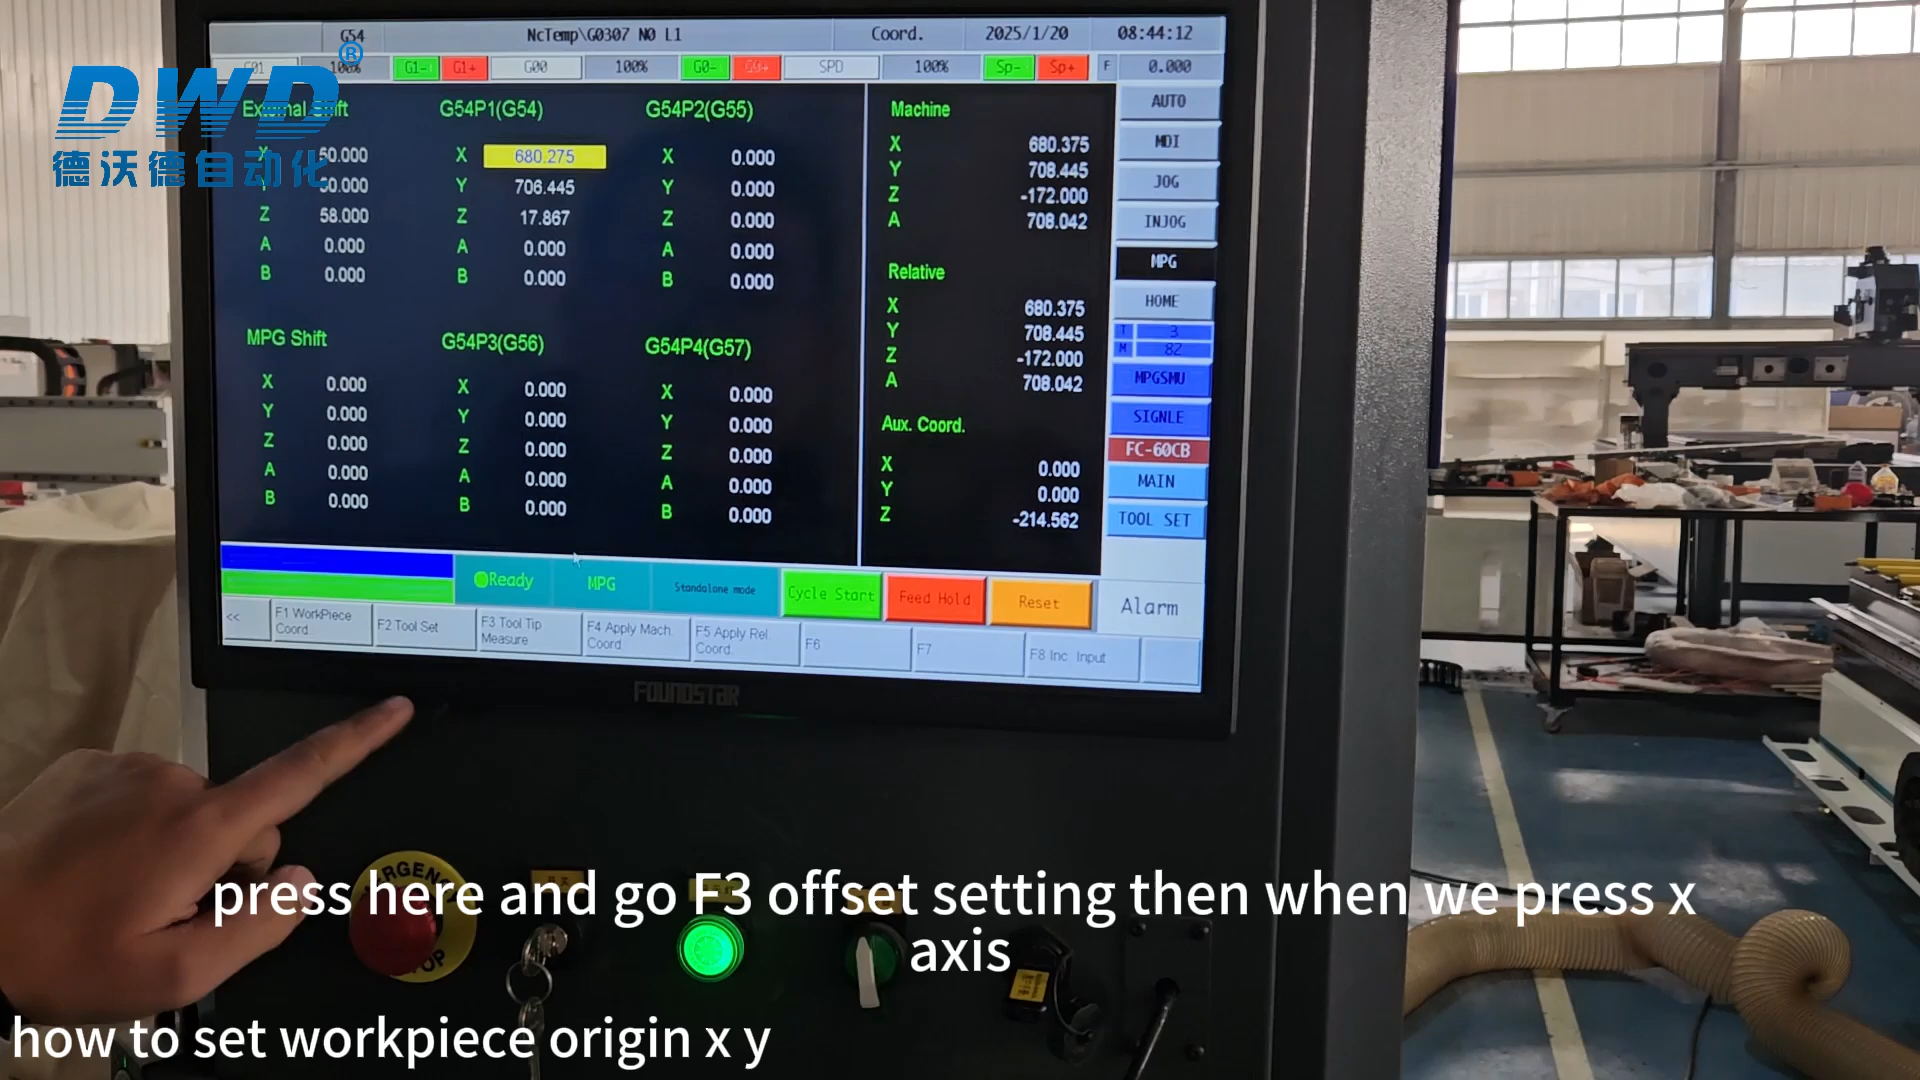 G54 NcTemp\G0307 N0 L1 Coord. 2025/1/20 08:44:12
G01 100% G1- G1+ G00 100% G0- G0+ SPD 100% Sp- Sp+ F 0.000
DWD®
德沃德自动化
External Shift
X 50.000
Y 50.000
Z 58.000
A 0.000
B 0.000
G54P1(G54)
X 680.275
Y 706.445
Z 17.867
A 0.000
B 0.000
G54P2(G55)
X 0.000
Y 0.000
Z 0.000
A 0.000
B 0.000
MPG Shift
X 0.000
Y 0.000
Z 0.000
A 0.000
B 0.000
G54P3(G56)
X 0.000
Y 0.000
Z 0.000
A 0.000
B 0.000
G54P4(G57)
X 0.000
Y 0.000
Z 0.000
A 0.000
B 0.000
Machine
X 680.375
Y 708.445
Z -172.000
A 708.042
Relative
X 680.375
Y 708.445
Z -172.000
A 708.042
Aux. Coord.
X 0.000
Y 0.000
Z -214.562
AUTO
MDI
JOG
INJOG
MPG
HOME
T 3
M 82
MPGSMU
SIGNLE
FC-60CB
MAIN
TOOL SET
Ready MPG Standalone mode Cycle Start Feed Hold Reset Alarm
<<
F1 WorkPiece
Coord.
F2 Tool Set
F3 Tool Tip
Measure
F4 Apply Mach.
Coord
F5 Apply Rel.
Coord.
F6
F7
F8 Inc. Input
FOUNDSTAR
press here and go F3 offset setting then when we press x
axis
how to set workpiece origin x y